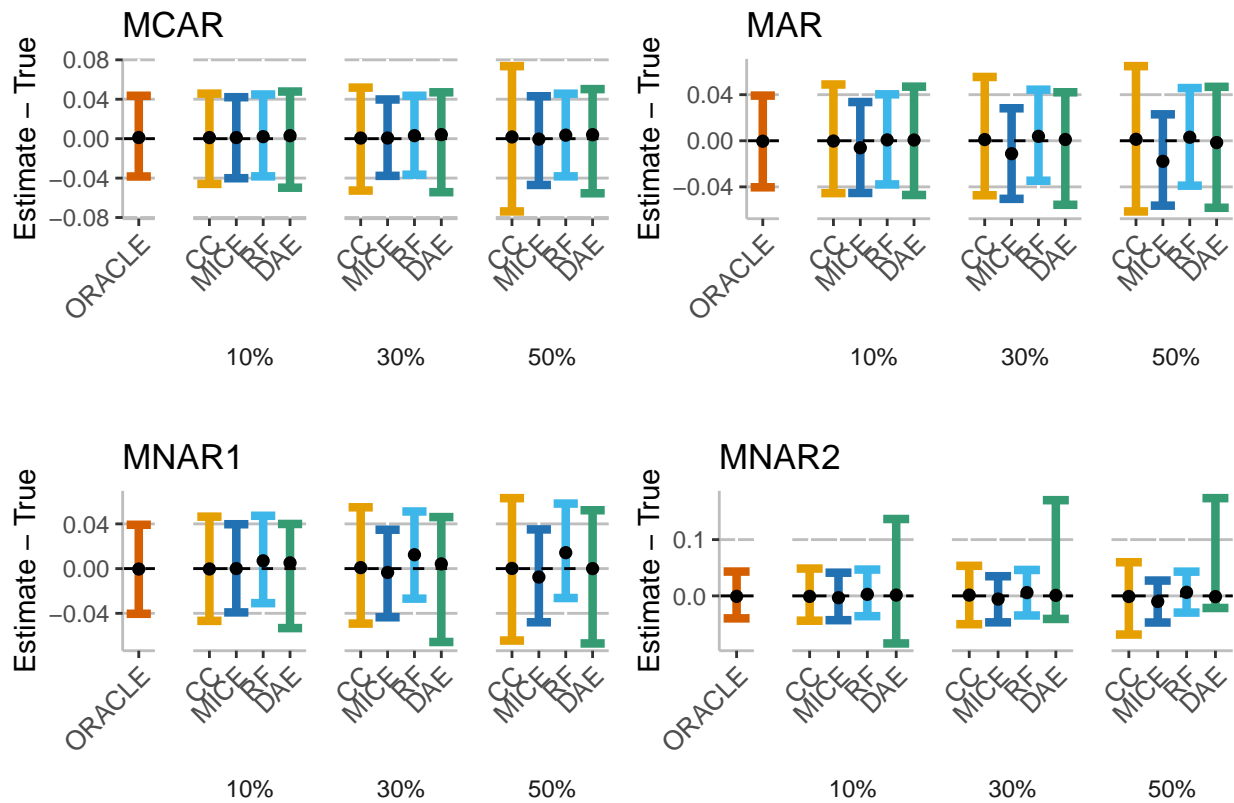 MCAR
Estimate – True
0.08
0.04
0.00
−0.04
−0.08
ORACLE
CC
MICE
RF
DAE
CC
MICE
RF
DAE
CC
MICE
RF
DAE
10%
30%
50%
MAR
0.04
0.00
−0.04
ORACLE
CC
MICE
RF
DAE
CC
MICE
RF
DAE
CC
MICE
RF
DAE
10%
30%
50%
MNAR1
Estimate – True
0.04
0.00
−0.04
ORACLE
CC
MICE
RF
DAE
CC
MICE
RF
DAE
CC
MICE
RF
DAE
10%
30%
50%
MNAR2
0.1
0.0
ORACLE
CC
MICE
RF
DAE
CC
MICE
RF
DAE
CC
MICE
RF
DAE
10%
30%
50%